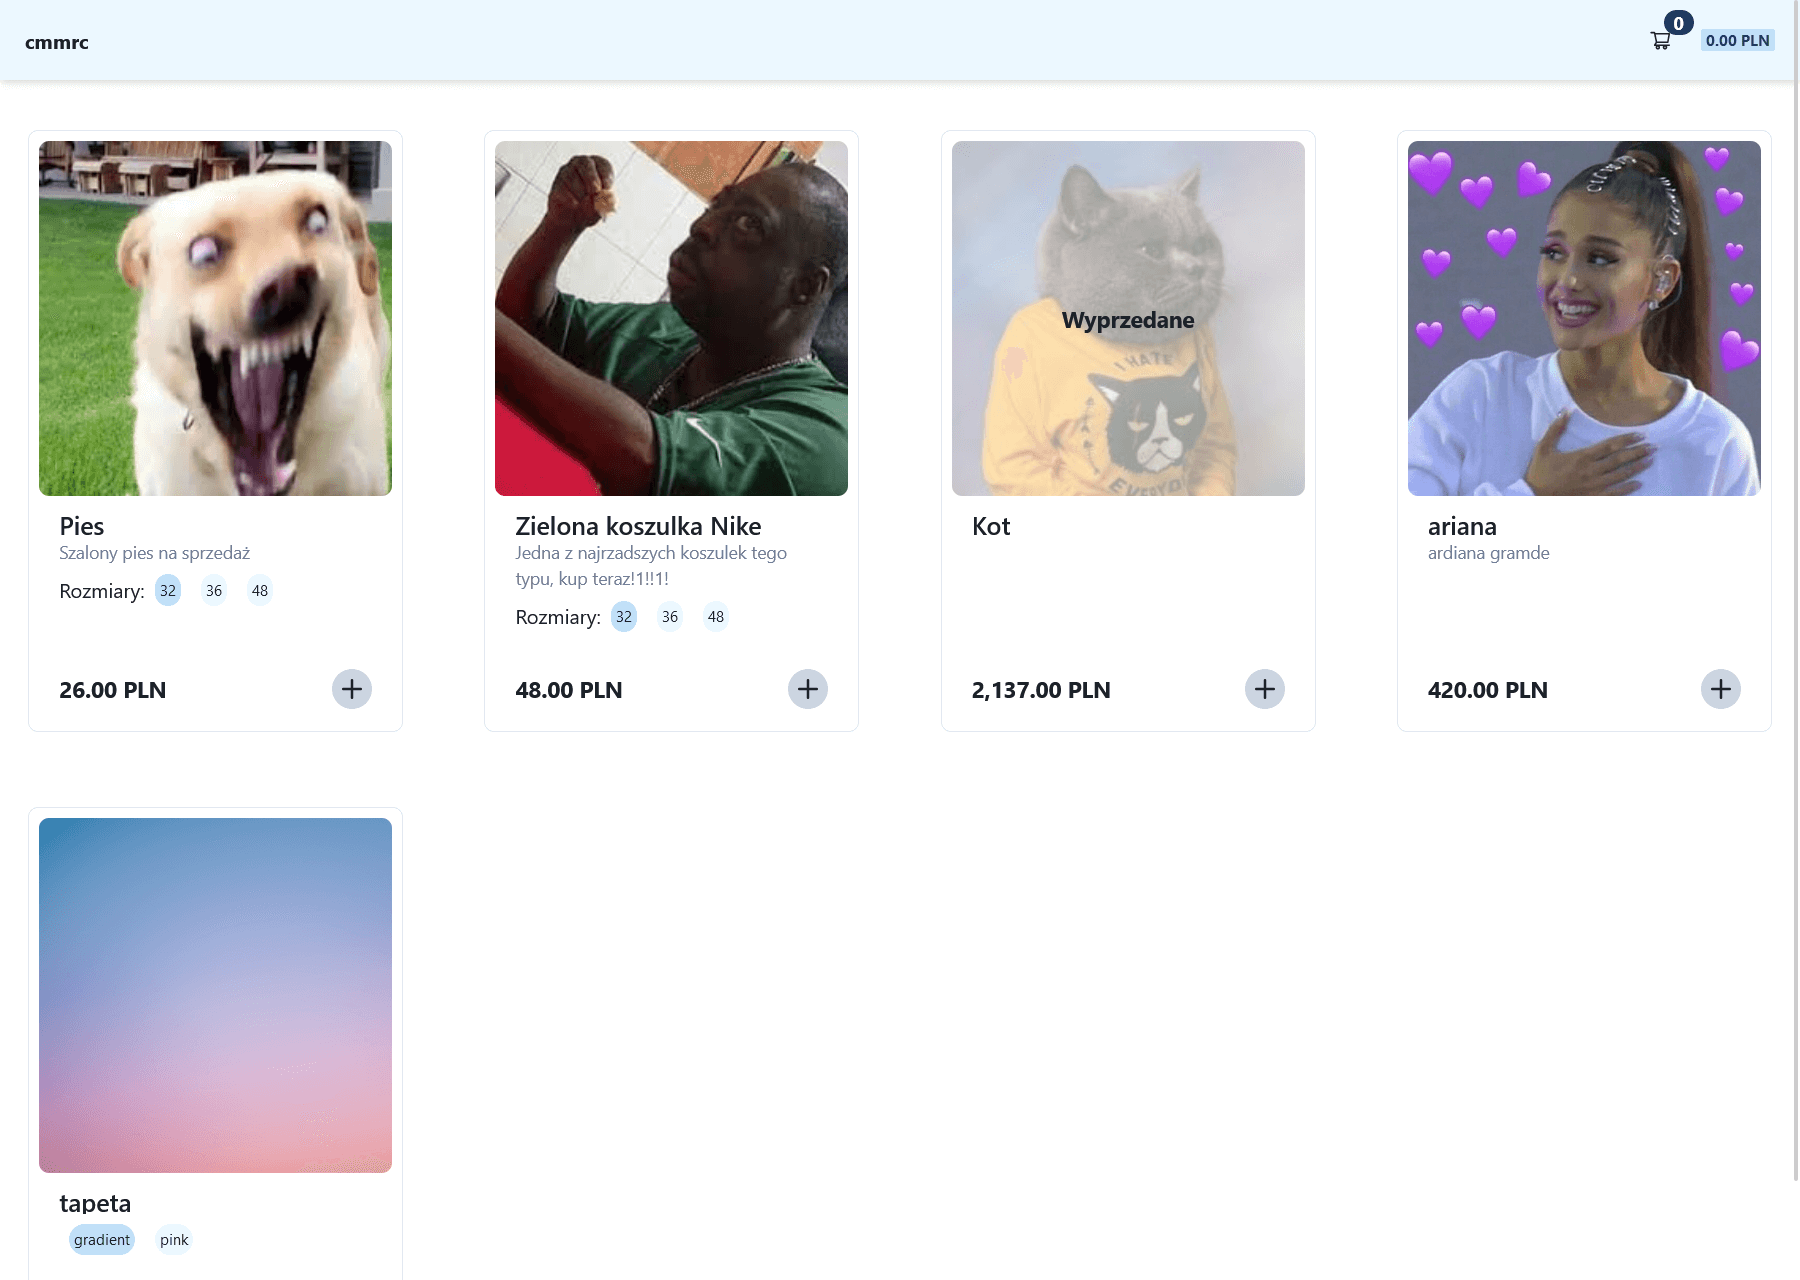 cmmrc
0
0.00 PLN
Pies
Szalony pies na sprzedaż
Rozmiary: 32 36 48
26.00 PLN
Zielona koszulka Nike
Jedna z najrzadszych koszulek tego
typu, kup teraz!1!!1!
Rozmiary: 32 36 48
48.00 PLN
Wyprzedane
I HATE
EVERYO
Kot
2,137.00 PLN
ariana
ardiana gramde
420.00 PLN
tapeta
gradient pink